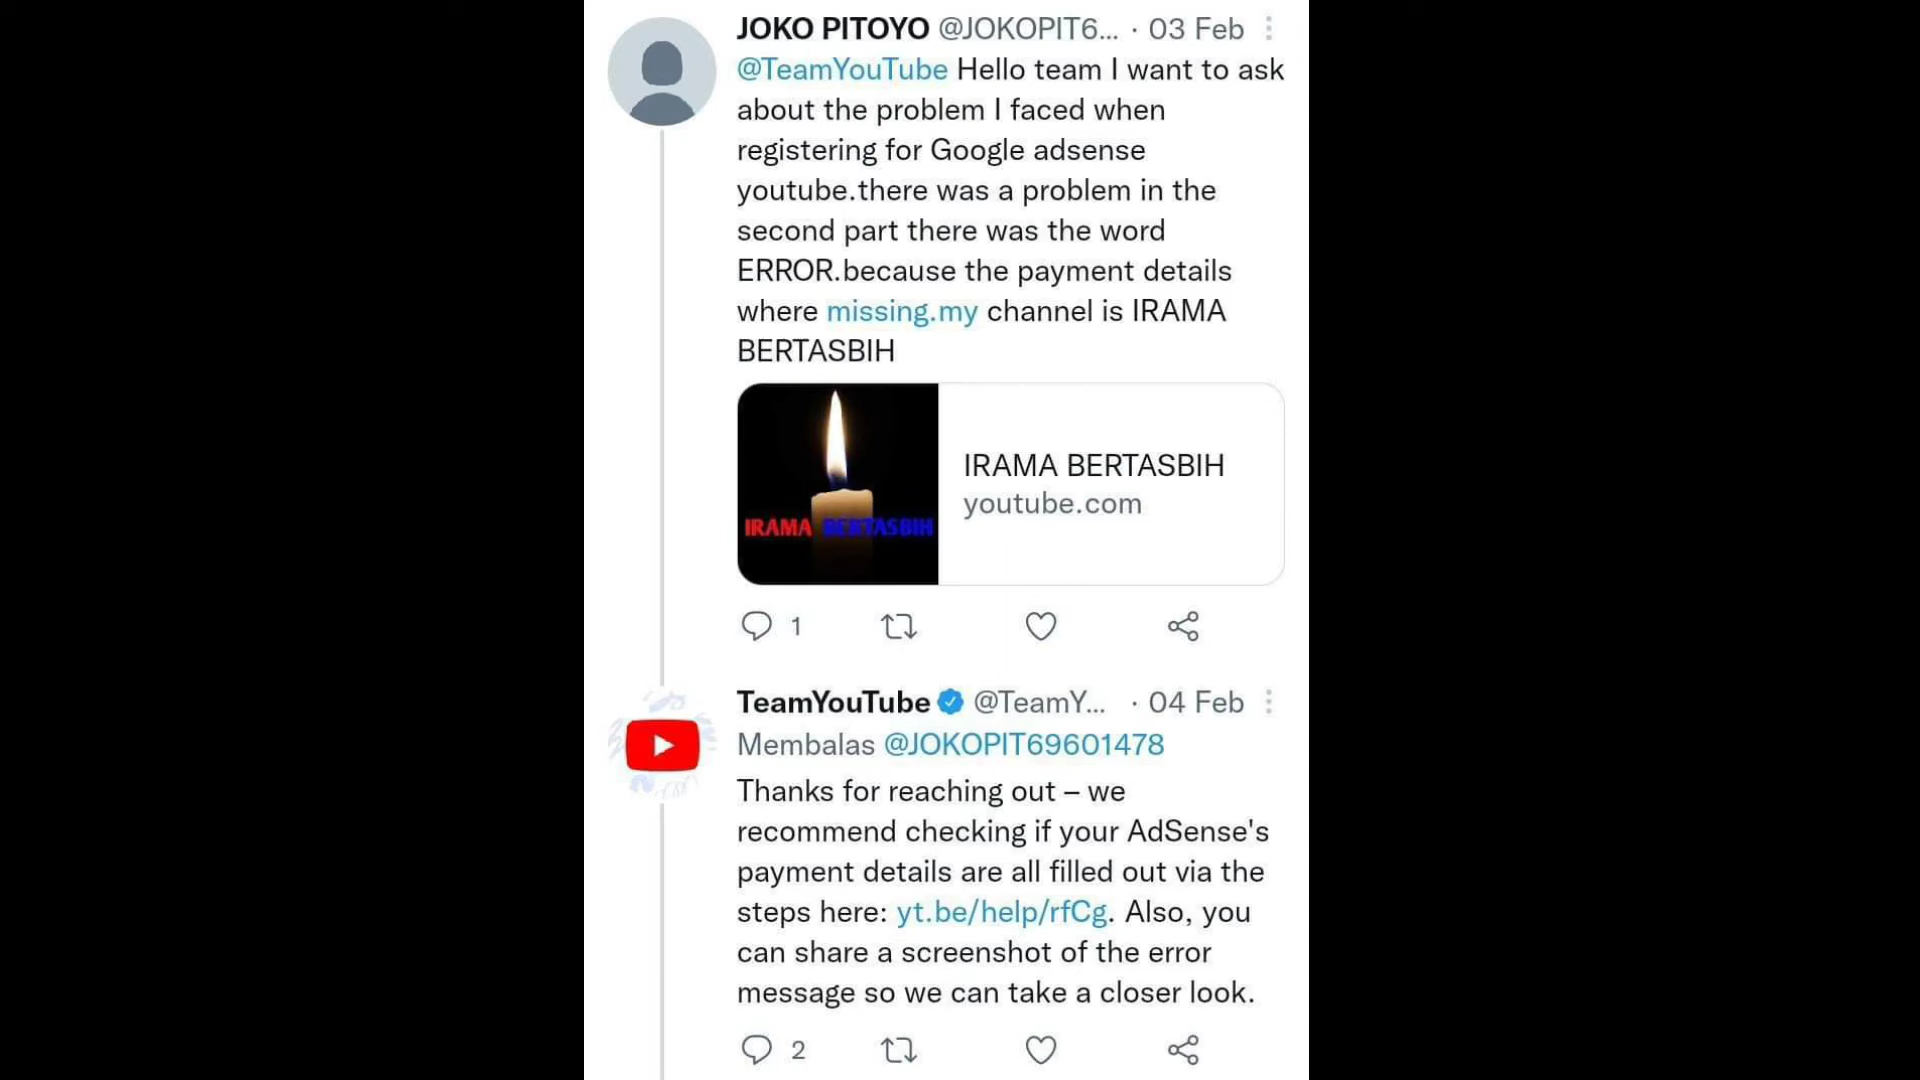 JOKO PITOYO @JOKOPIT6... · 03 Feb
@TeamYouTube Hello team I want to ask
about the problem I faced when
registering for Google adsense
youtube.there was a problem in the
second part there was the word
ERROR.because the payment details
where missing.my channel is IRAMA
BERTASBIH
IRAMA BERTASBIH
IRAMA BERTASBIH
youtube.com
1
TeamYouTube @TeamY... · 04 Feb
Membalas @JOKOPIT69601478
Thanks for reaching out – we
recommend checking if your AdSense's
payment details are all filled out via the
steps here: yt.be/help/rfCg. Also, you
can share a screenshot of the error
message so we can take a closer look.
2